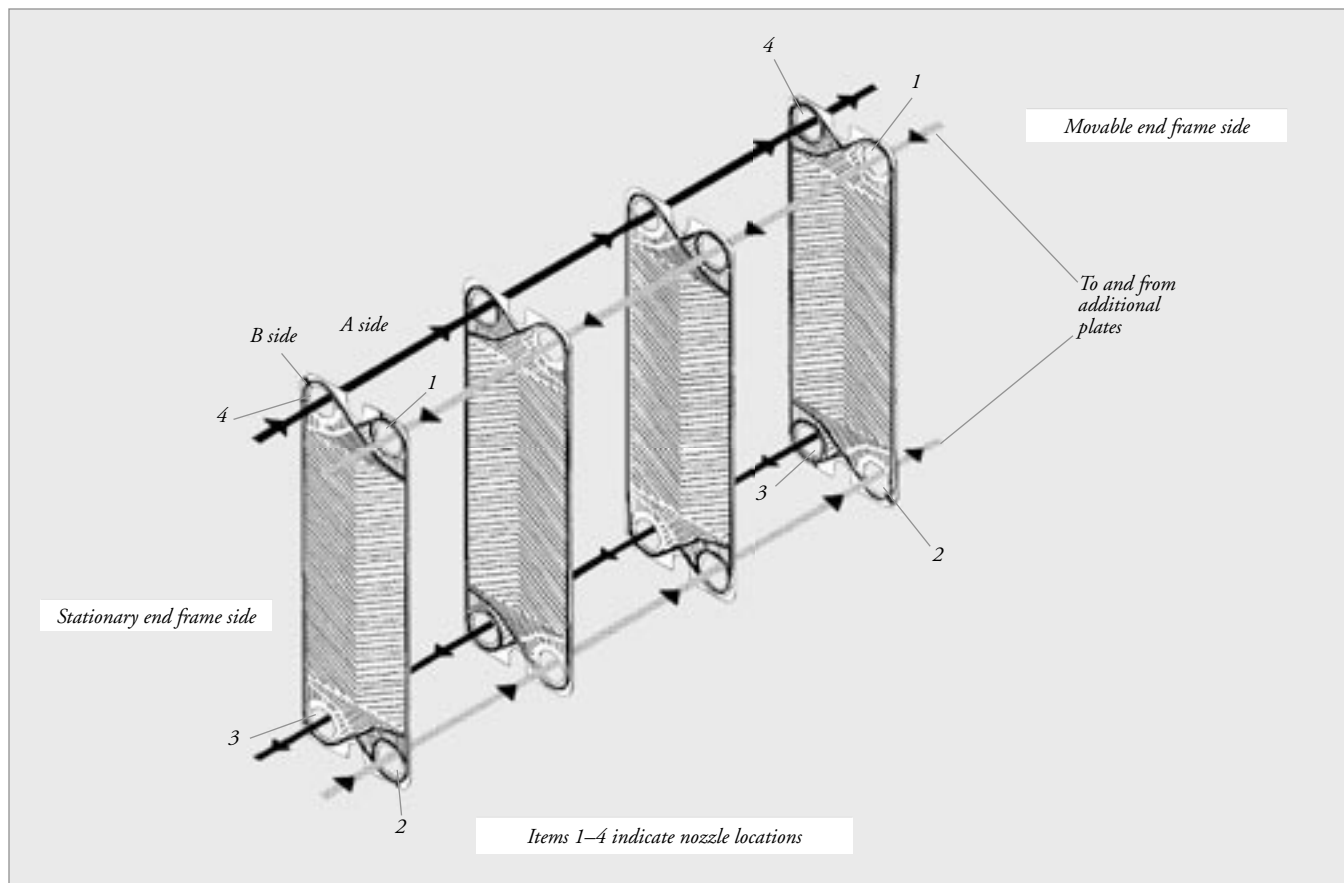 4
1
Movable end frame side
To and from
additional
plates
B side
A side
1
4
3
2
Stationary end frame side
3
2
Items 1–4 indicate nozzle locations